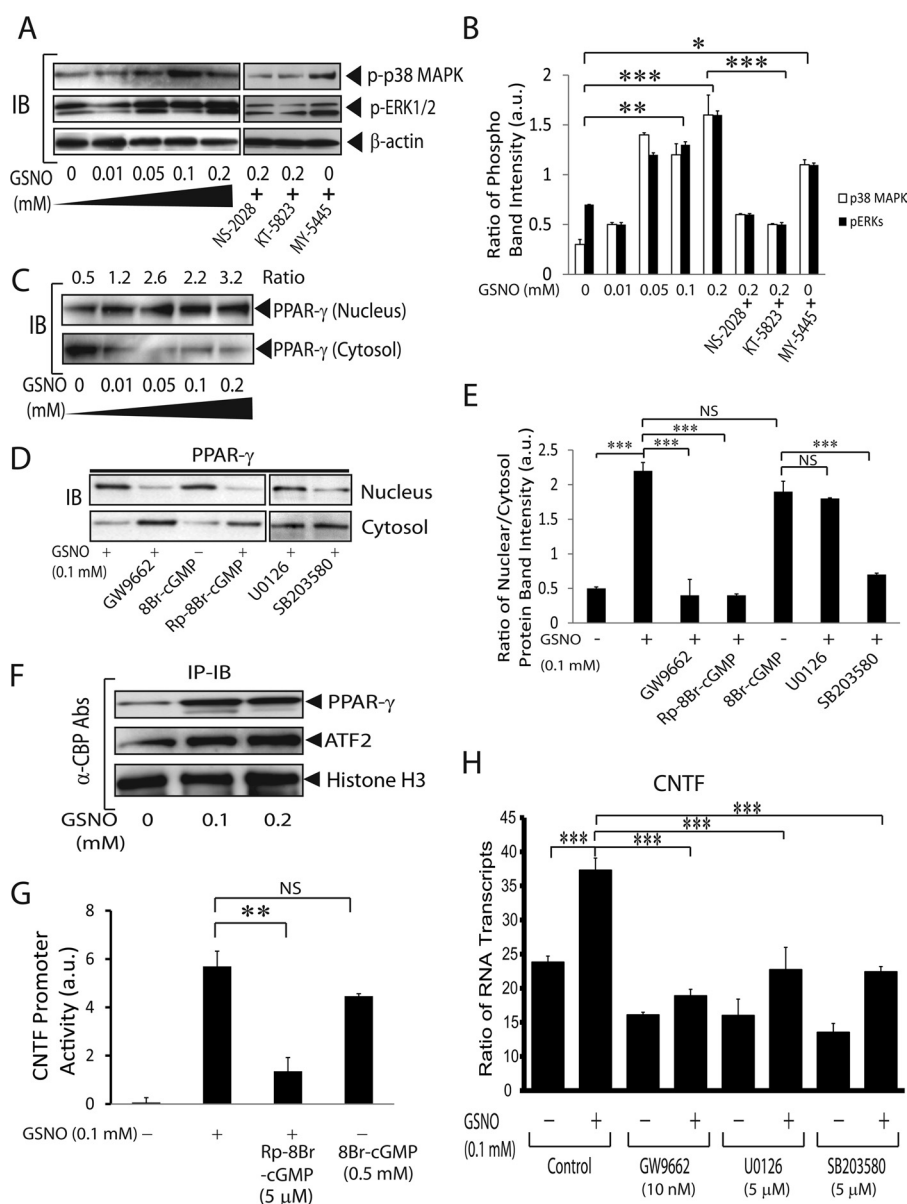 A
IB
p-p38 MAPK
p-ERK1/2
β-actin
GSNO 0 0.01 0.05 0.1 0.2 0.2 0.2 0
(mM) + + +
NS-2028 KT-5823 MY-5445
B
Ratio of Phospho
Band Intensity (a.u.)
2
1.5
1
0.5
0
*
***
***
**
p38 MAPK
pERKs
GSNO (mM) 0 0.01 0.05 0.1 0.2 0.2 0.2 0
+ + +
NS-2028 KT-5823 MY-5445
C
0.5 1.2 2.6 2.2 3.2 Ratio
IB
PPAR-γ (Nucleus)
PPAR-γ (Cytosol)
GSNO 0 0.01 0.05 0.1 0.2
(mM)
D
PPAR-γ
IB
Nucleus
Cytosol
GSNO + + – + + +
(0.1 mM)
GW9662 8Br-cGMP Rp-8Br-cGMP U0126 SB203580
E
Ratio of Nuclear/Cytosol
Protein Band Intensity (a.u.)
2.5
2
1.5
1
0.5
0
NS
***
*** *** ***
NS
GSNO - + + + - + +
(0.1 mM)
GW9662 Rp-8Br-cGMP 8Br-cGMP U0126 SB203580
F
IP-IB
α-CBP Abs
PPAR-γ
ATF2
Histone H3
GSNO 0 0.1 0.2
(mM)
G
CNTF Promoter
Activity (a.u.)
8
6
4
2
0
NS
**
GSNO (0.1 mM) – + + –
Rp-8Br 8Br-cGMP
-cGMP (0.5 mM)
(5 µM)
H
CNTF
Ratio of RNA Transcripts
45
40
35
30
25
20
15
10
0
***
***
*** ***
GSNO – + – + – + – +
(0.1 mM)
Control GW9662 U0126 SB203580
(10 nM) (5 µM) (5 µM)